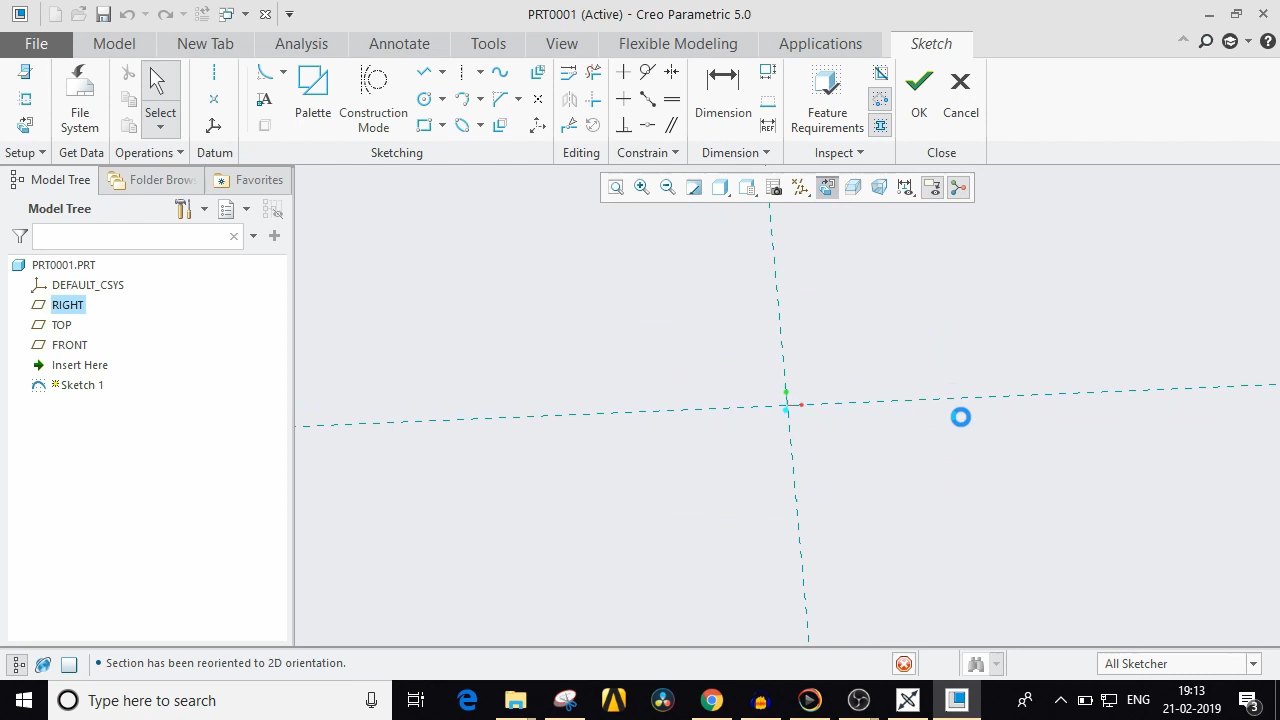 PRT0001 (Active) - Creo Parametric 5.0
File Model New Tab Analysis Annotate Tools View Flexible Modeling Applications Sketch
File System
Select
Palette
Construction Mode
Dimension
Feature Requirements
OK
Cancel
Setup Get Data Operations Datum Sketching Editing Constrain Dimension Inspect Close
Model Tree Folder Brow Favorites
Model Tree
PRT0001.PRT
DEFAULT_CSYS
RIGHT
TOP
FRONT
Insert Here
Sketch 1
• Section has been reoriented to 2D orientation.
All Sketcher
Type here to search
ENG
19:13
21-02-2019
3